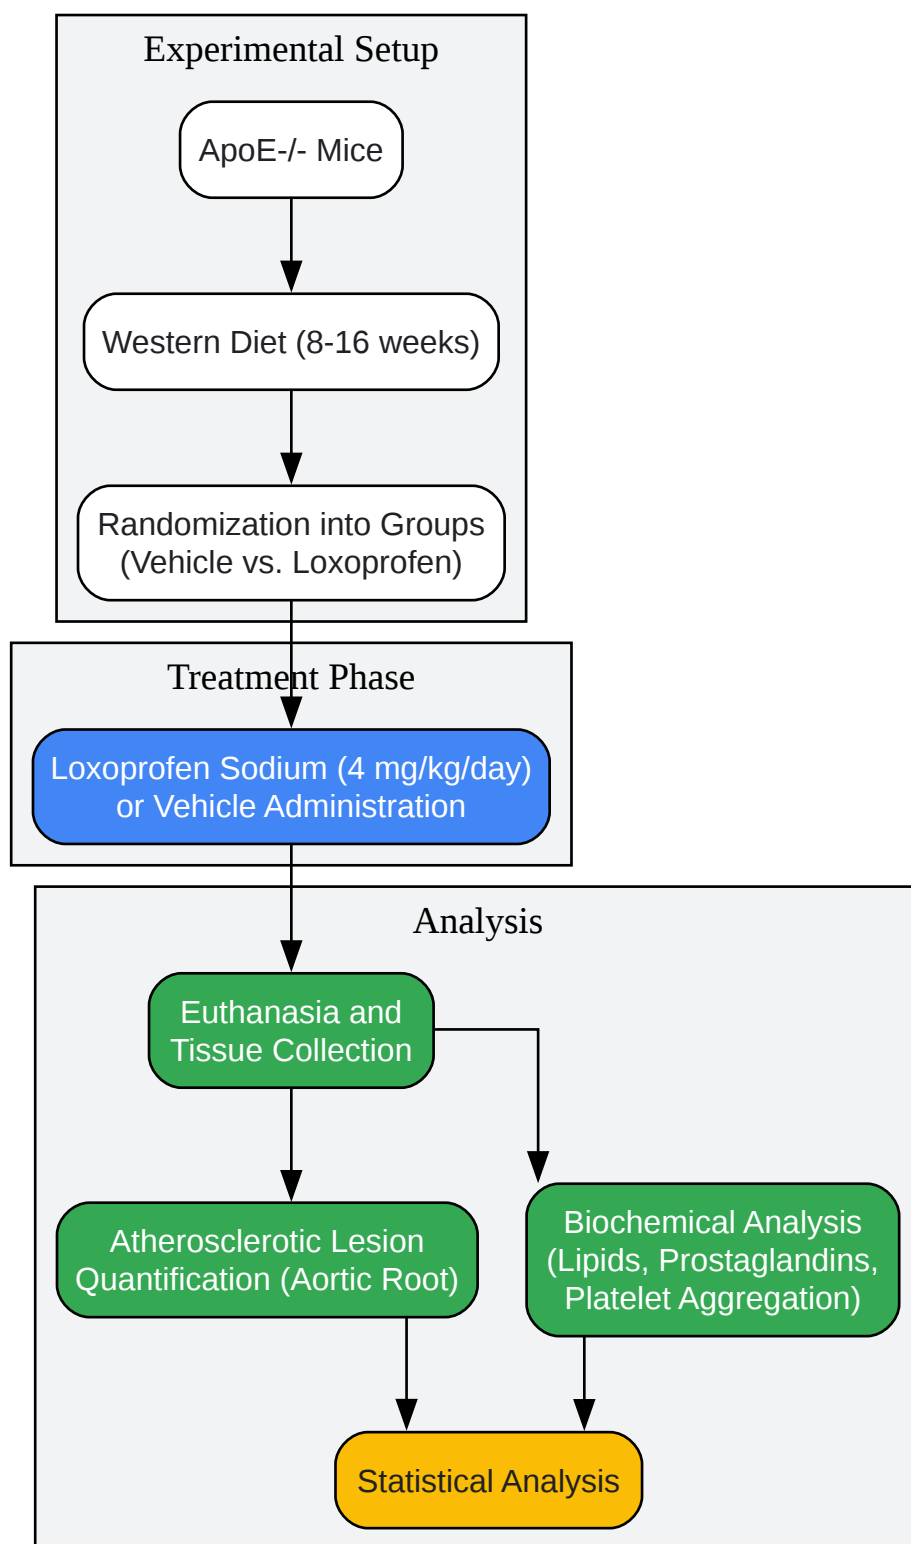 Experimental Setup
ApoE-/- Mice
Western Diet (8-16 weeks)
Randomization into Groups
(Vehicle vs. Loxoprofen)
Treatment Phase
Loxoprofen Sodium (4 mg/kg/day)
or Vehicle Administration
Analysis
Euthanasia and
Tissue Collection
Atherosclerotic Lesion
Quantification (Aortic Root)
Biochemical Analysis
(Lipids, Prostaglandins,
Platelet Aggregation)
Statistical Analysis